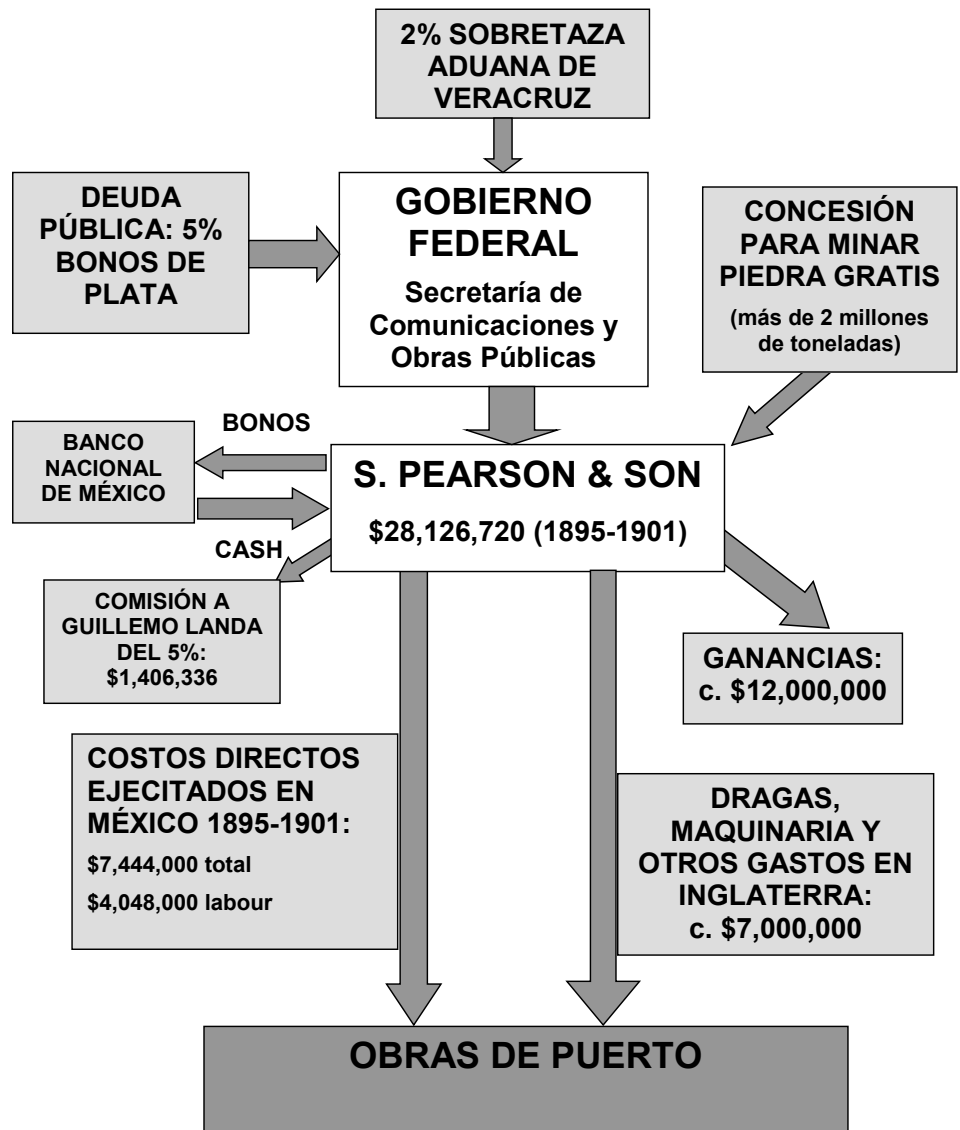 2% SOBRETAZA
ADUANA DE
VERACRUZ
DEUDA
PÚBLICA: 5%
BONOS DE
PLATA
GOBIERNO
FEDERAL
Secretaría de
Comunicaciones y
Obras Públicas
CONCESIÓN
PARA MINAR
PIEDRA GRATIS
(más de 2 millones
de toneladas)
BONOS
BANCO
NACIONAL
DE MÉXICO
S. PEARSON & SON
$28,126,720 (1895-1901)
CASH
COMISIÓN A
GUILLEMO LANDA
DEL 5%:
$1,406,336
GANANCIAS:
c. $12,000,000
COSTOS DIRECTOS
EJECITADOS EN
MÉXICO 1895-1901:
$7,444,000 total
$4,048,000 labour
DRAGAS,
MAQUINARIA Y
OTROS GASTOS EN
INGLATERRA:
c. $7,000,000
OBRAS DE PUERTO